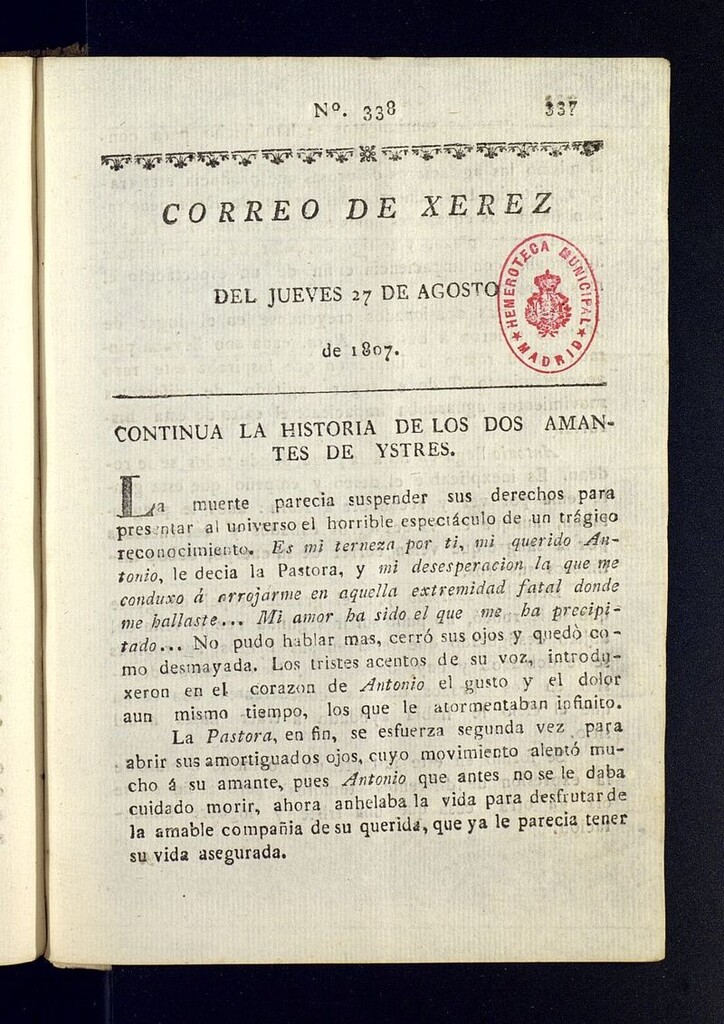 Nº. 338 337
CORREO DE XEREZ
DEL JUEVES 27 DE AGOSTO
de 1807.
HEMEROTECA MUNICIPAL
★ MADRID ★
CONTINUA LA HISTORIA DE LOS DOS AMAN-
TES DE YSTRES.
La muerte parecia suspender sus derechos para
presentar al universo el horrible espectáculo de un trágico
reconocimiento. Es mi terneza por ti, mi querido An-
tonio, le decia la Pastora, y mi desesperacion la que me
conduxo á arrojarme en aquella extremidad fatal donde
me hallaste... Mi amor ha sido el que me ha precipi-
tado... No pudo hablar mas, cerró sus ojos y quedò co-
mo desmayada. Los tristes acentos de su voz, introdu-
xeron en el corazon de Antonio el gusto y el dolor
aun mismo tiempo, los que le atormentaban infinito.
La Pastora, en fin, se esfuerza segunda vez para
abrir sus amortiguados ojos, cuyo movimiento alentó mu-
cho á su amante, pues Antonio que antes no se le daba
cuidado morir, ahora anhelaba la vida para desfrutar de
la amable compañia de su querida, que ya le parecia tener
su vida asegurada.